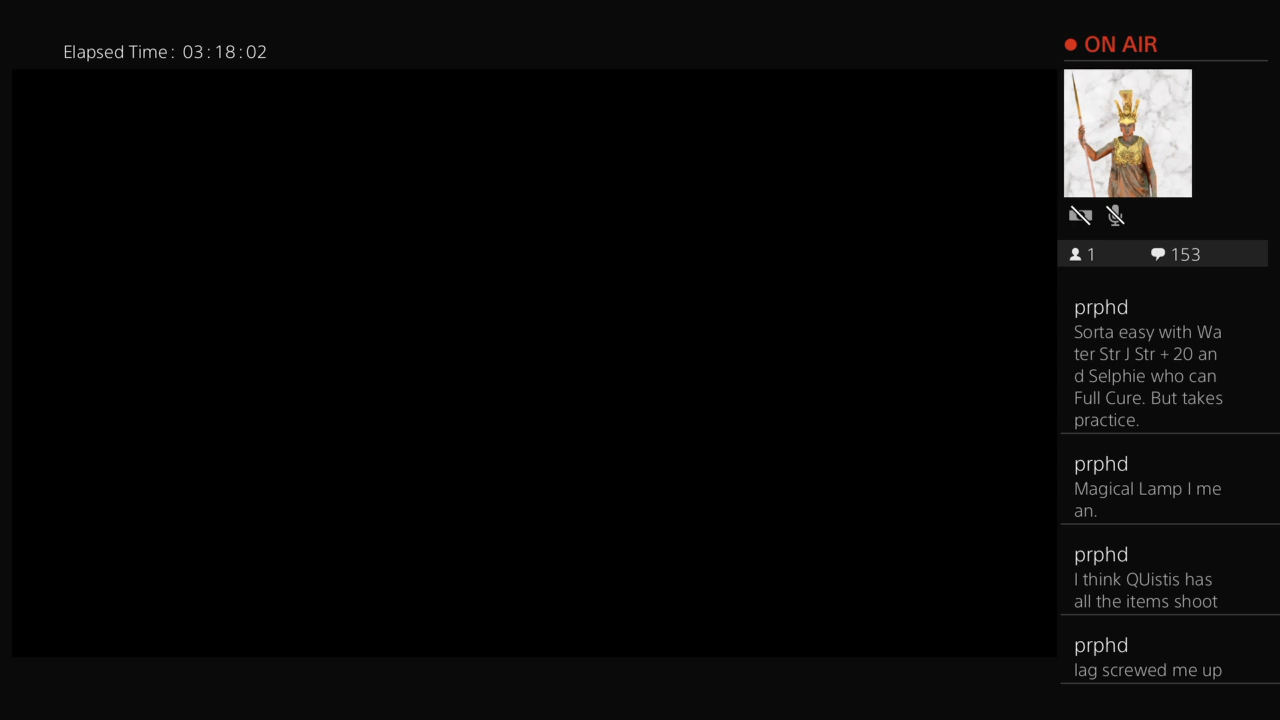 Elapsed Time: 03:18:02
ON AIR
1 153
prphd
Sorta easy with Wa
ter Str J Str + 20 an
d Selphie who can
Full Cure. But takes
practice.
prphd
Magical Lamp I me
an.
prphd
I think QUistis has
all the items shoot
prphd
lag screwed me up